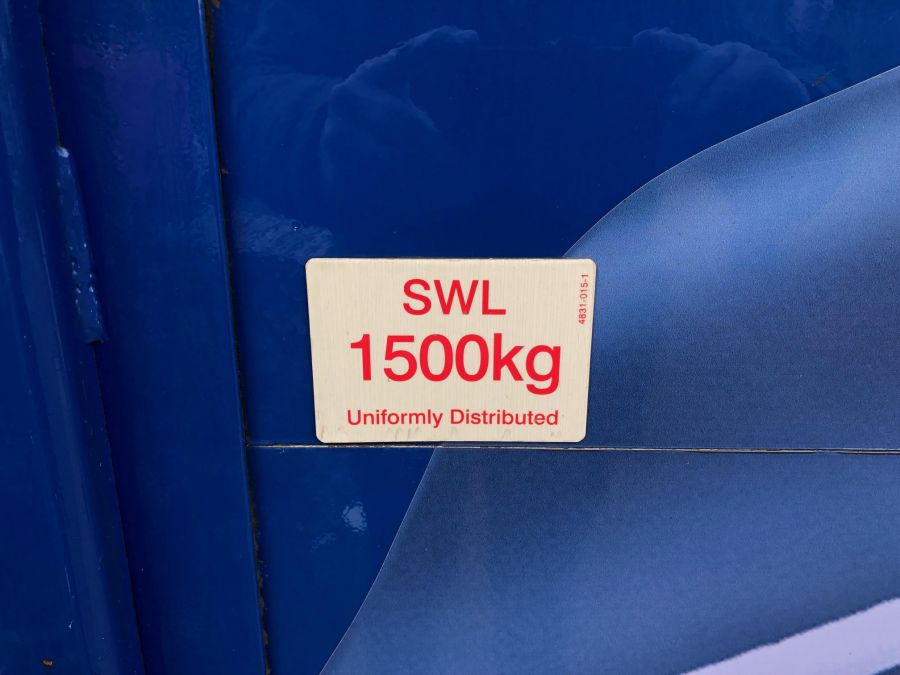 SWL
1500kg
Uniformly Distributed
4831-015-1